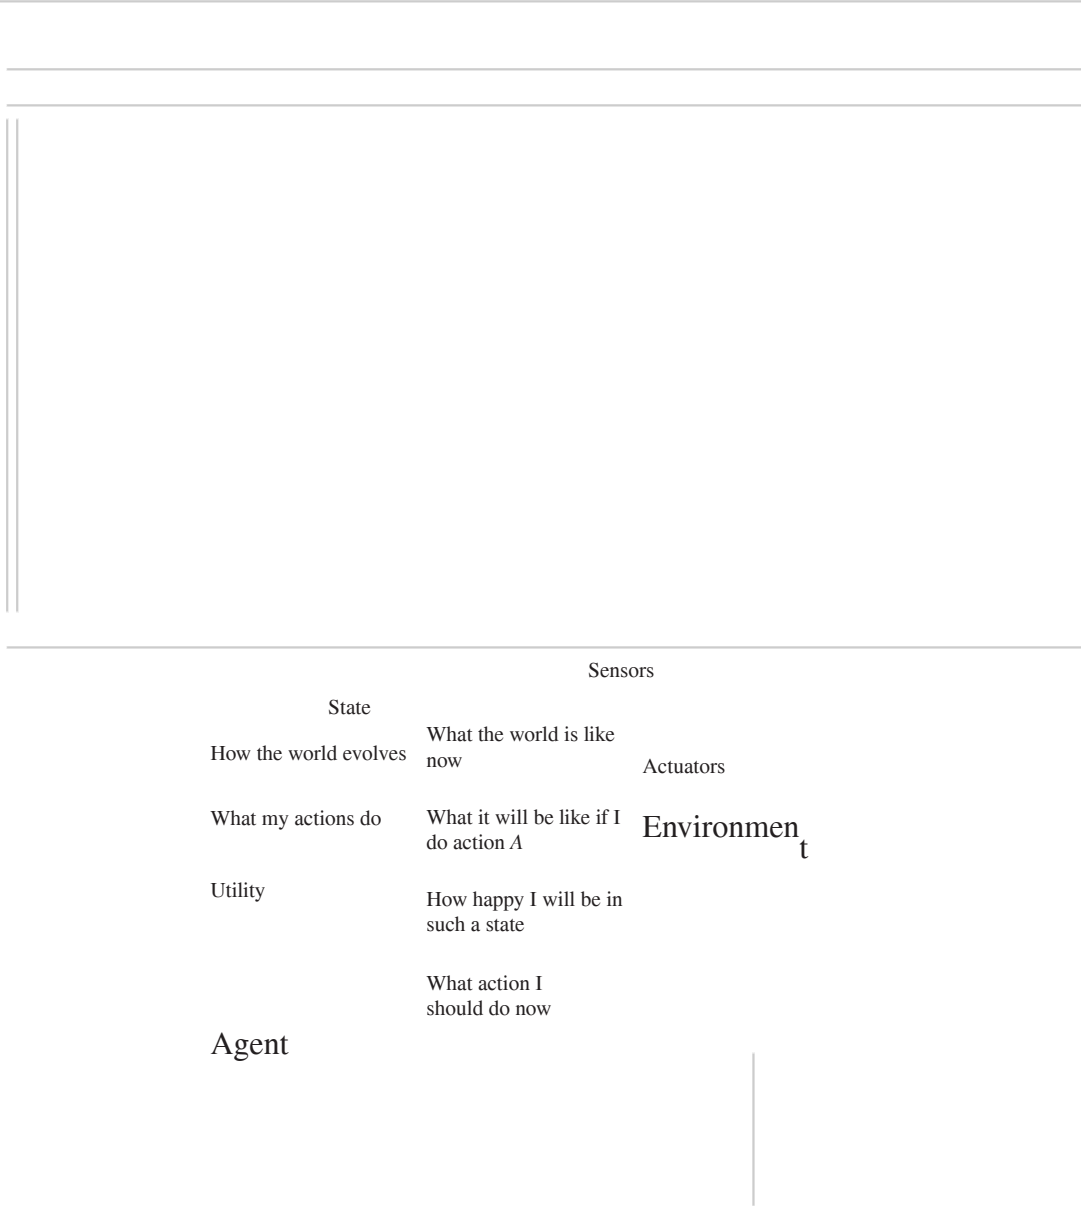 Sensors
State
What the world is like
now
How the world evolves
Actuators
What my actions do
What it will be like if I
do action A
Environmen
t
Utility
How happy I will be in
such a state
What action I
should do now
Agent